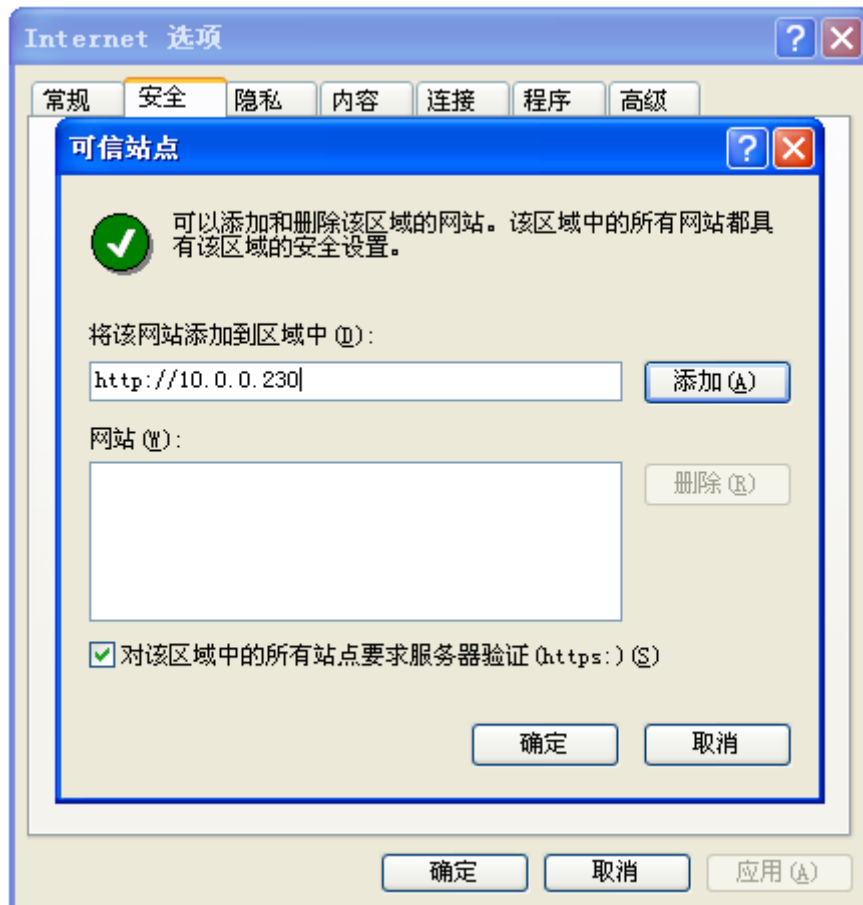 Internet 选项
常规 安全 隐私 内容 连接 程序 高级
可信站点
可以添加和删除该区域的网站。该区域中的所有网站都具
有该区域的安全设置。
将该网站添加到区域中(D):
http://10.0.0.230
添加(A)
网站(W):
删除(R)
对该区域中的所有站点要求服务器验证(https:)(S)
确定 取消
确定 取消 应用(A)